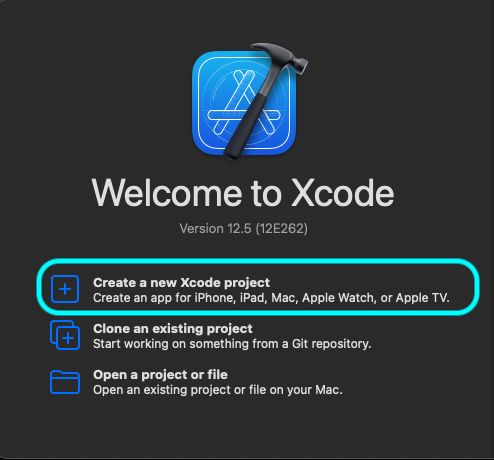 Welcome to Xcode
Version 12.5 (12E262)
Create a new Xcode project
Create an app for iPhone, iPad, Mac, Apple Watch, or Apple TV.
Clone an existing project
Start working on something from a Git repository.
Open a project or file
Open an existing project or file on your Mac.